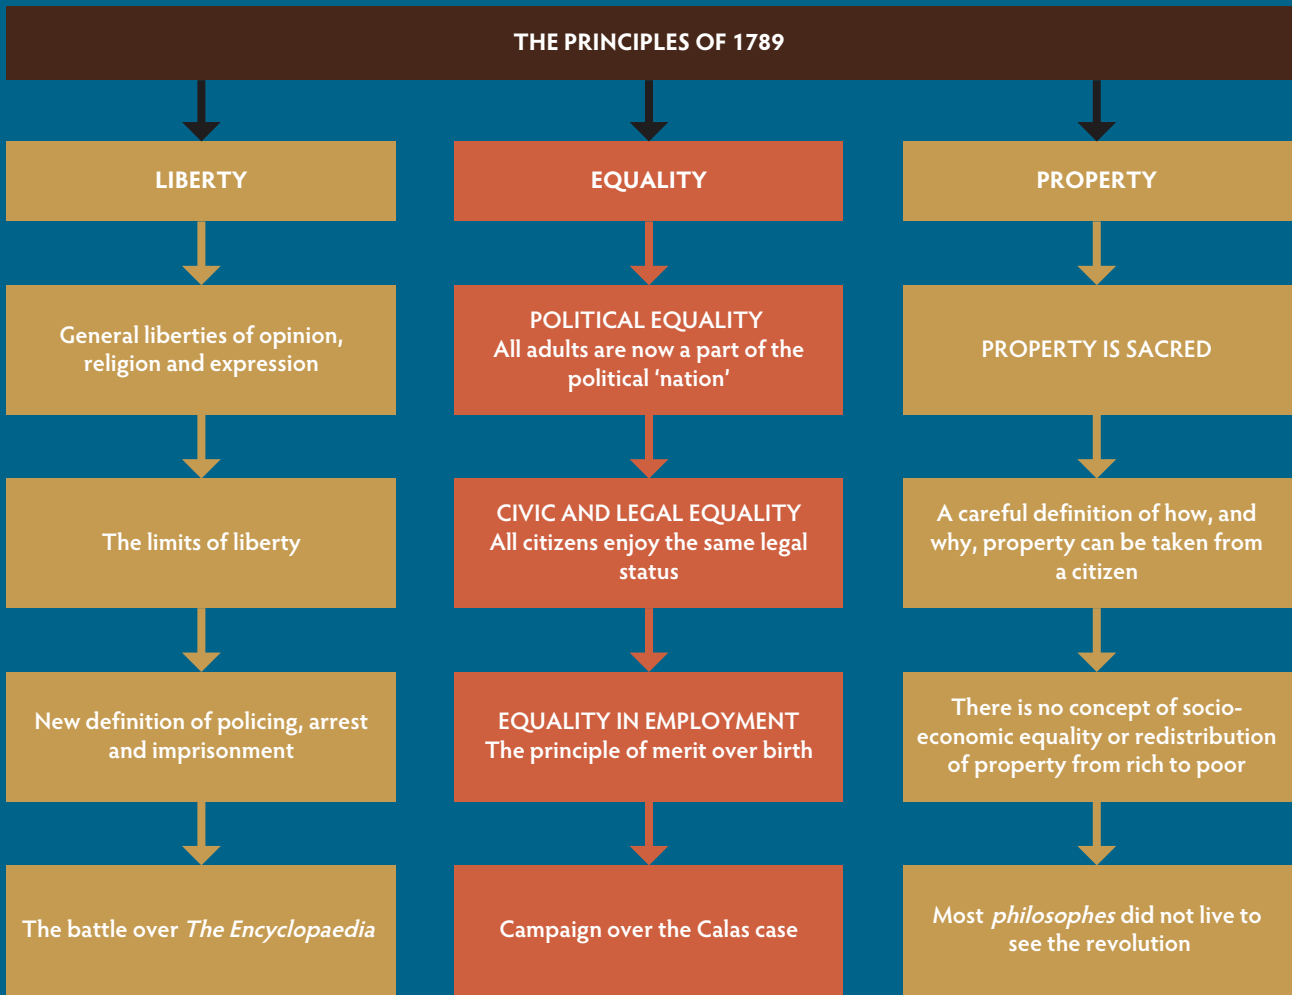 THE PRINCIPLES OF 1789
LIBERTY
General liberties of opinion,
religion and expression
The limits of liberty
New definition of policing, arrest
and imprisonment
The battle over The Encyclopaedia
EQUALITY
POLITICAL EQUALITY
All adults are now a part of the
political ‘nation’
CIVIC AND LEGAL EQUALITY
All citizens enjoy the same legal
status
EQUALITY IN EMPLOYMENT
The principle of merit over birth
Campaign over the Calas case
PROPERTY
PROPERTY IS SACRED
A careful definition of how, and
why, property can be taken from
a citizen
There is no concept of socio-
economic equality or redistribution
of property from rich to poor
Most philosophes did not live to
see the revolution